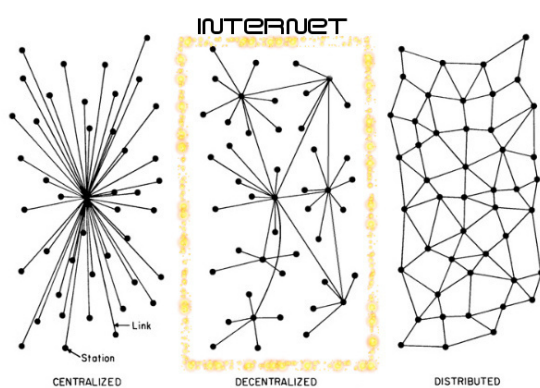 INTERNET
Link
Station
CENTRALIZED
DECENTRALIZED
DISTRIBUTED